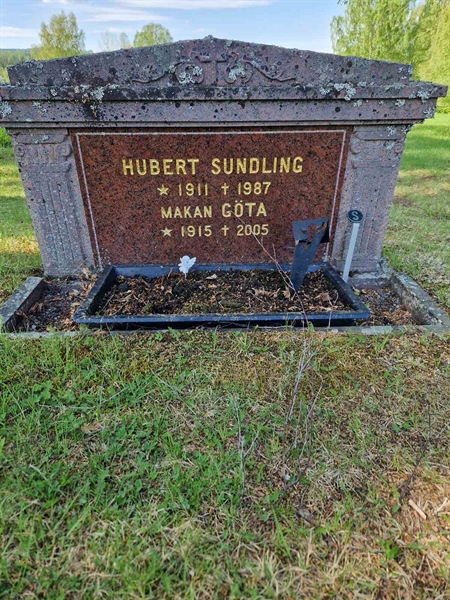 HUBERT SUNDLING
★ 1911 ✝ 1987
MAKAN GÖTA
★ 1915 ✝ 2005
S